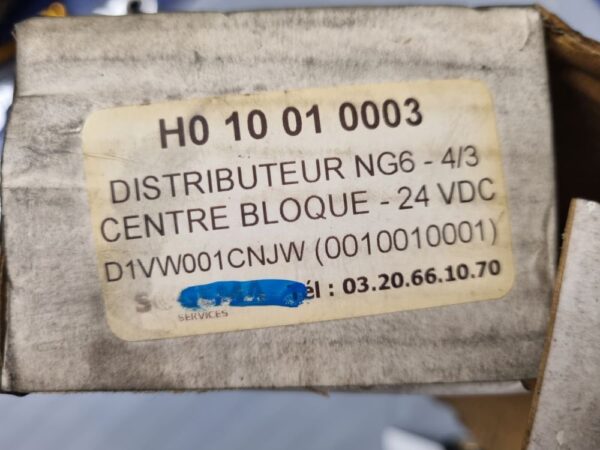 H0 10 01 0003
DISTRIBUTEUR NG6 - 4/3
CENTRE BLOQUE - 24 VDC
D1VW001CNJW (0010010001)
él : 03.20.66.10.70
SERVICES